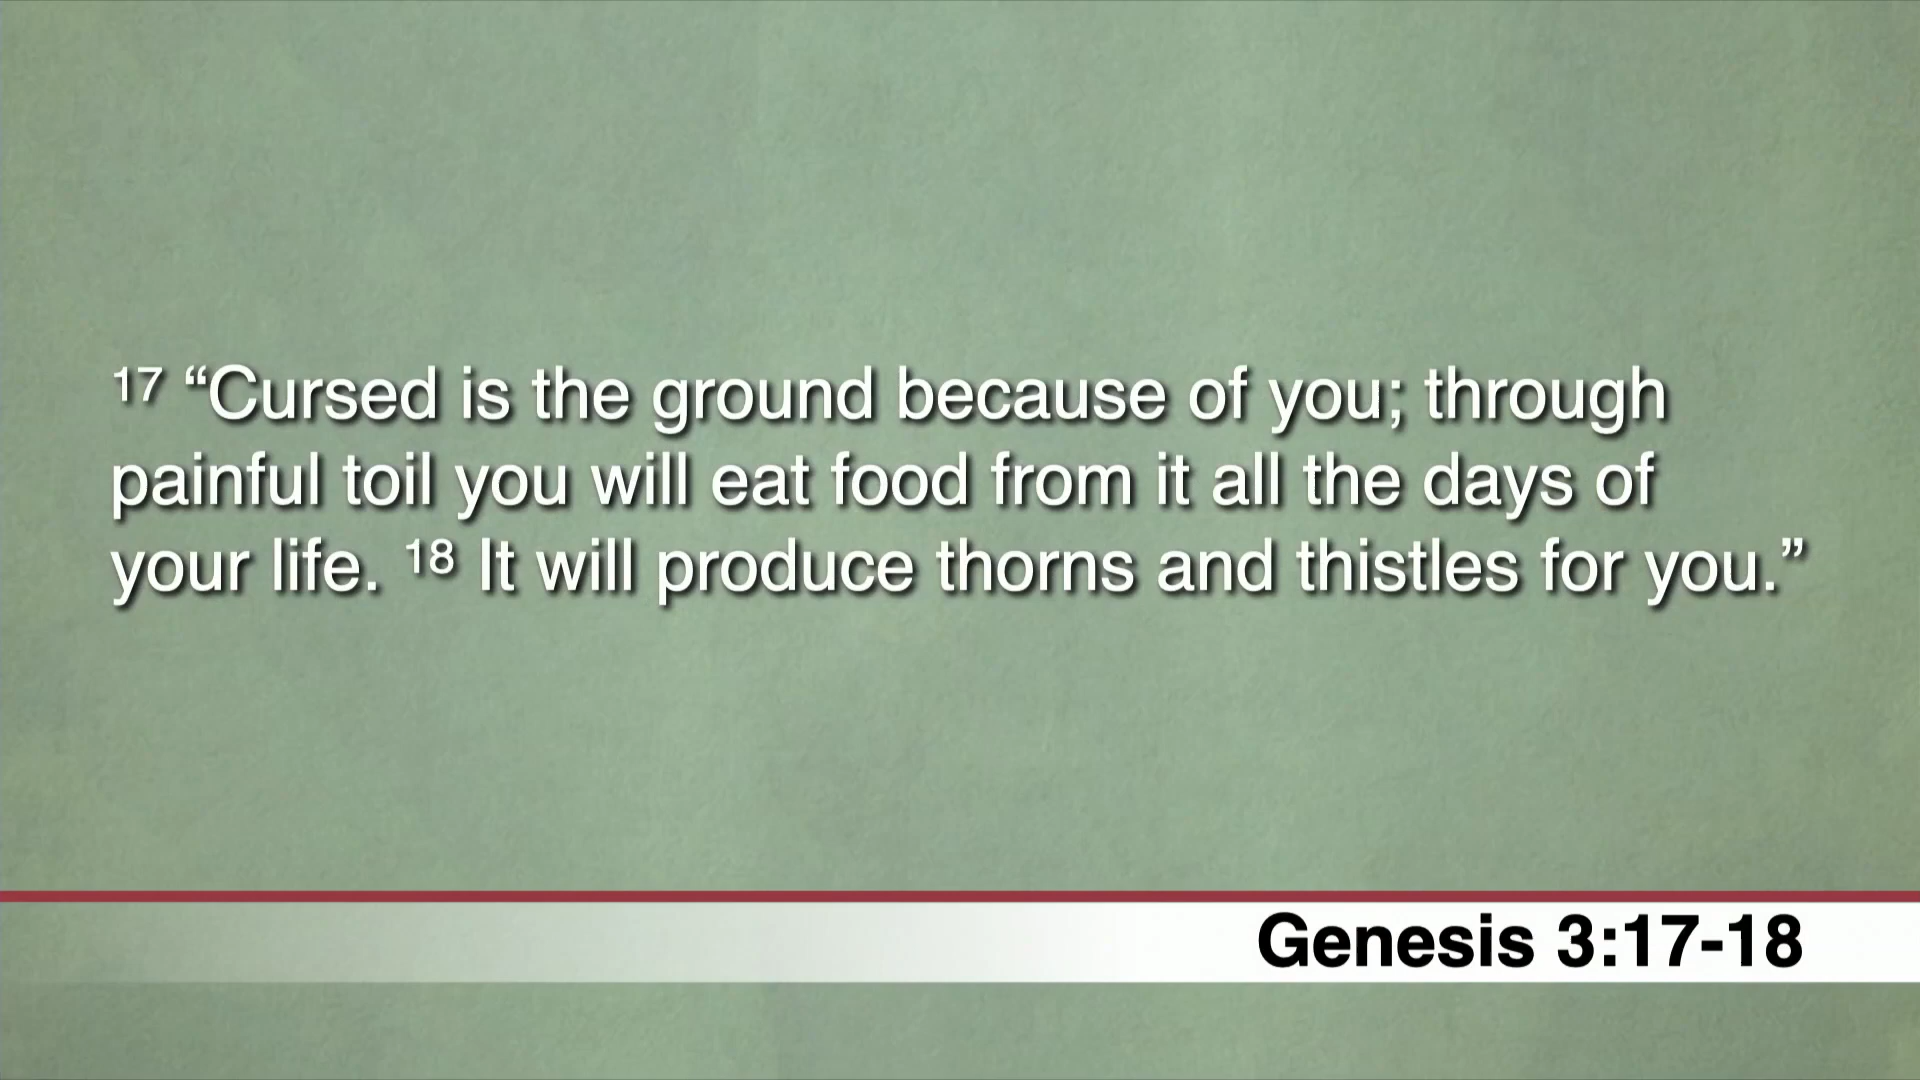 17 “Cursed is the ground because of you; through
painful toil you will eat food from it all the days of
your life. 18 It will produce thorns and thistles for you.”
Genesis 3:17-18